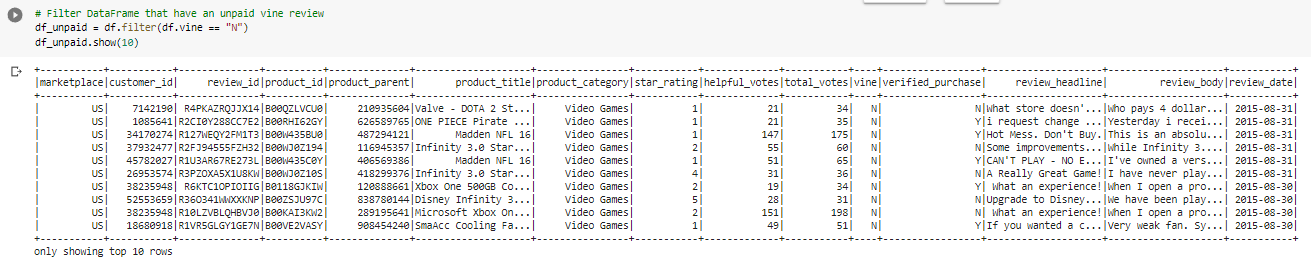 # Filter DataFrame that have an unpaid vine review
df_unpaid = df.filter(df.vine == "N")
df_unpaid.show(10)
+-----------+-----------+--------------+----------+--------------+--------------------+----------------+-----------+-------------+-----------+----+-----------------+--------------------+--------------------+-----------+
|marketplace|customer_id|     review_id|product_id|product_parent|       product_title|product_category|star_rating|helpful_votes|total_votes|vine|verified_purchase|     review_headline|         review_body|review_date|
+-----------+-----------+--------------+----------+--------------+--------------------+----------------+-----------+-------------+-----------+----+-----------------+--------------------+--------------------+-----------+
|         US|    7142190| R4PKAZRQJJX14|B00QZLVCU0|     210935604|Valve - DOTA 2 St...|     Video Games|          1|           21|         34|   N|                N|What store doesn'...|Who pays 4 dollar...| 2015-08-31|
|         US|    1085641|R2CI0Y288CC7E2|B00RHI62GY|     626589765|ONE PIECE Pirate ...|     Video Games|          1|           21|         35|   N|                Y|i request change ...|Yesterday i recei...| 2015-08-31|
|         US|   34170274|R127WEQY2FM1T3|B00W435BU0|     487294121|       Madden NFL 16|     Video Games|          1|          147|        175|   N|                Y|Hot Mess. Don't Buy.|This is an absolu...| 2015-08-31|
|         US|   37932477|R2FJ94555FZH32|B00WJ0Z194|     116945357|Infinity 3.0 Star...|     Video Games|          2|           55|         60|   N|                N|Some improvements...|While Infinity 3....| 2015-08-31|
|         US|   45782027|R1U3AR67RE273L|B00W435C0Y|     406569386|       Madden NFL 16|     Video Games|          1|           51|         65|   N|                Y|CAN'T PLAY - NO E...|I've owned a vers...| 2015-08-31|
|         US|   26953574|R3PZOXA5X1U8KW|B00WJ0Z10S|     418299376|Infinity 3.0 Star...|     Video Games|          4|           31|         36|   N|                N|A Really Great Game!|I have never play...| 2015-08-31|
|         US|   38235948| R6KTC1OPIOIIG|B0118GJKIW|     120888661|Xbox One 500GB Co...|     Video Games|          2|           19|         34|   N|                Y| What an experience!|When I open a pro...| 2015-08-30|
|         US|   52553659|R36O341WWXXKNP|B00ZSJU97C|     838780144|Disney Infinity 3...|     Video Games|          5|           28|         31|   N|                N|Upgrade to Disney...|We have been play...| 2015-08-30|
|         US|   38235948|R10LZVBLQHBVJ0|B00KAI3KW2|     289195641|Microsoft Xbox On...|     Video Games|          2|          151|        198|   N|                N| What an experience!|When I open a pro...| 2015-08-30|
|         US|   18680918|R1VR5GLGY1GE7N|B00VE2VASY|     908454240|SmaAcc Cooling Fa...|     Video Games|          1|           49|         51|   N|                Y|If you wanted a c...|Very weak fan. Sy...| 2015-08-30|
+-----------+-----------+--------------+----------+--------------+--------------------+----------------+-----------+-------------+-----------+----+-----------------+--------------------+--------------------+-----------+
only showing top 10 rows